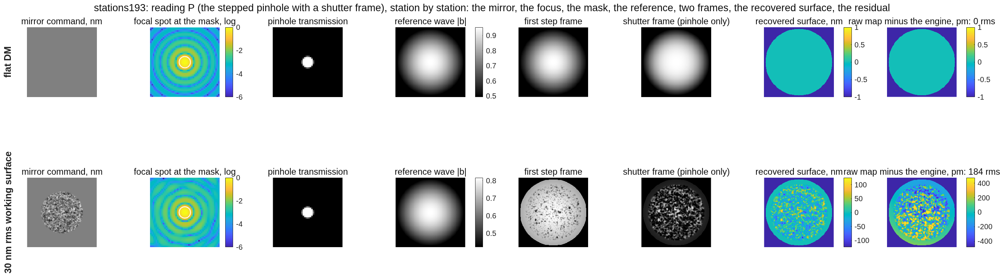 stations193: reading P (the stepped pinhole with a shutter frame), station by station: the mirror, the focus, the mask, the reference, two frames, the recovered surface, the residual
flat DM
mirror command, nm
focal spot at the mask, log
0
-2
-4
-6
pinhole transmission
reference wave |b|
0.9
0.8
0.7
0.6
0.5
first step frame
shutter frame (pinhole only)
recovered surface, nm
1
0.5
0
-0.5
-1
raw map minus the engine, pm: 0 rms
1
0.5
0
-0.5
-1
30 nm rms working surface
mirror command, nm
focal spot at the mask, log
0
-2
-4
-6
pinhole transmission
reference wave |b|
0.8
0.7
0.6
0.5
first step frame
shutter frame (pinhole only)
recovered surface, nm
100
50
0
-50
-100
raw map minus the engine, pm: 184 rms
400
200
0
-200
-400